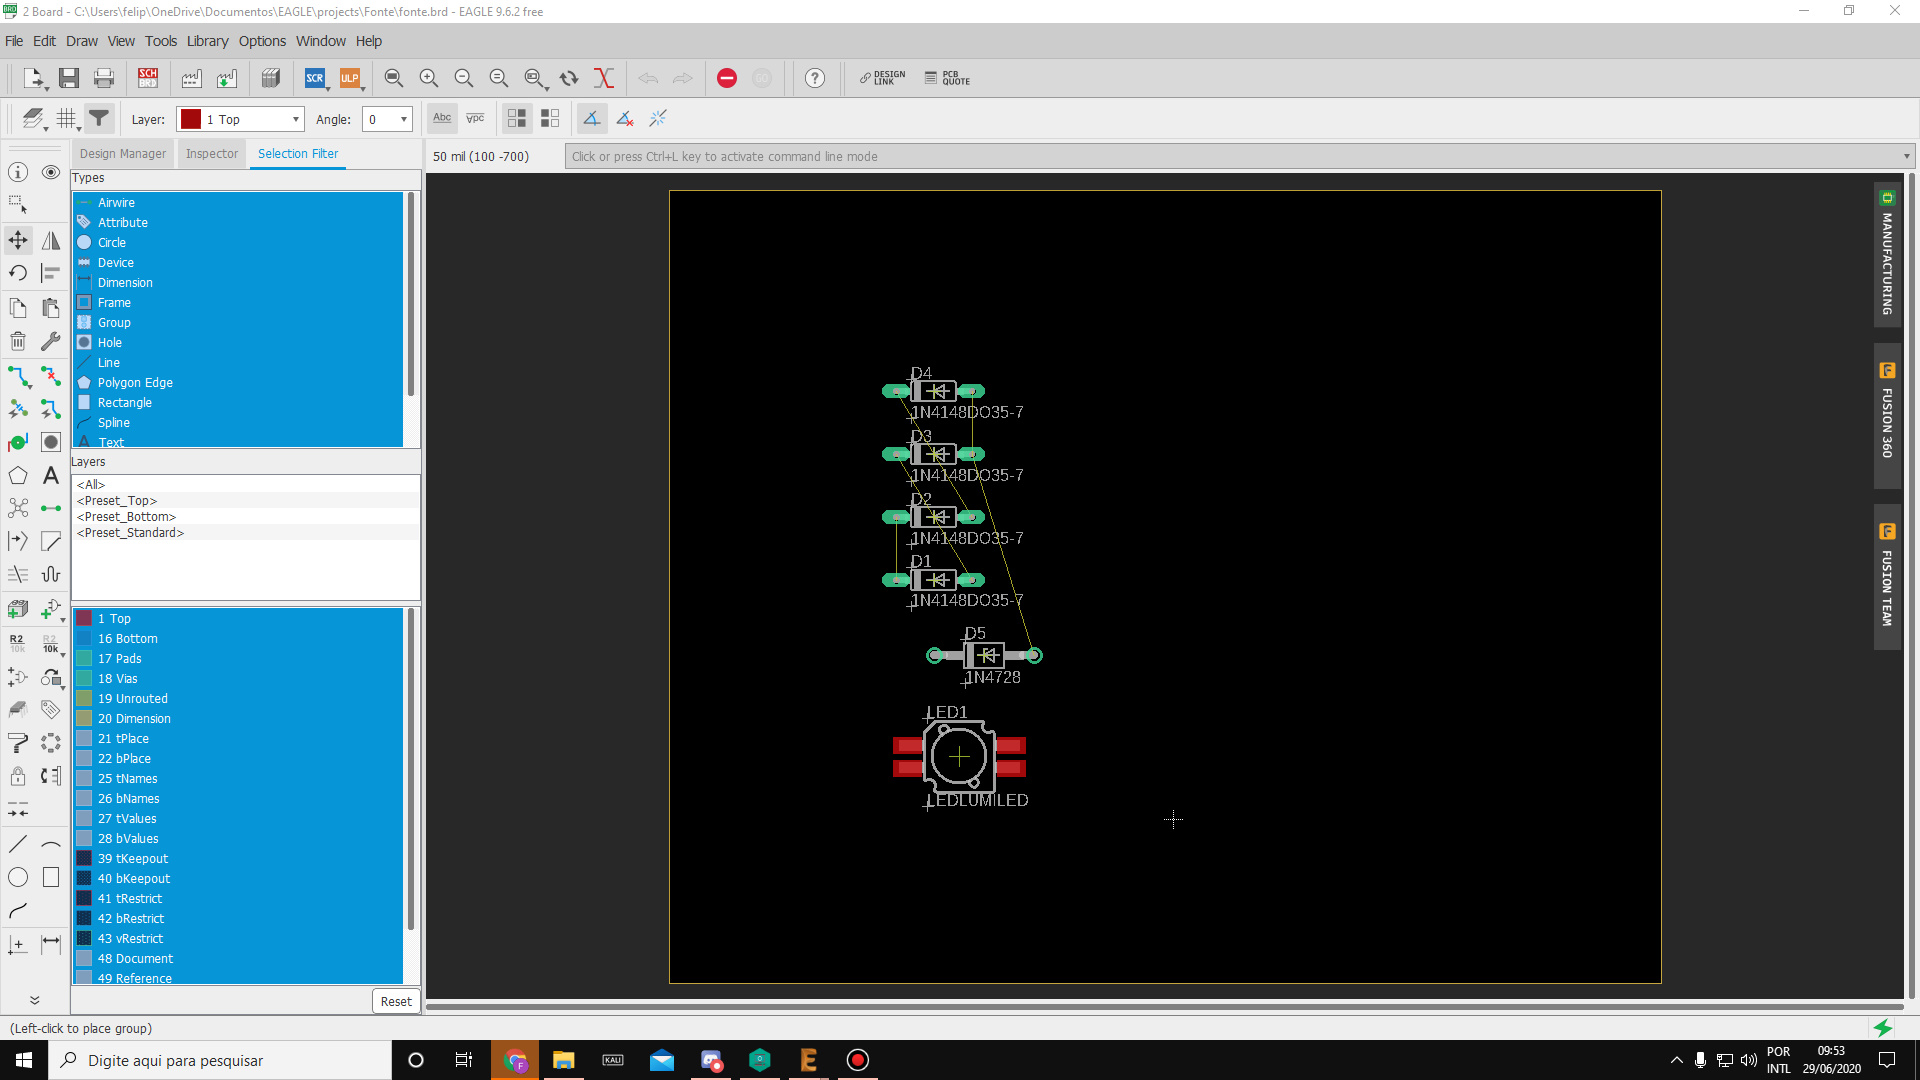 2 Board - C:\Users\felip\OneDrive\Documentos\EAGLE\projects\Fonte\fonte.brd - EAGLE 9.6.2 free
File Edit Draw View Tools Library Options Window Help
SCH BRD SCR ULP GO DESIGN LINK PCB QUOTE
Layer: 1 Top Angle: 0 Abc Abc
Design Manager Inspector Selection Filter
50 mil (100 -700) Click or press Ctrl+L key to activate command line mode
Types
Airwire
Attribute
Circle
Device
Dimension
Frame
Group
Hole
Line
Polygon Edge
Rectangle
Spline
Text
Layers
<All>
<Preset_Top>
<Preset_Bottom>
<Preset_Standard>
1 Top
16 Bottom
17 Pads
18 Vias
19 Unrouted
20 Dimension
21 tPlace
22 bPlace
25 tNames
26 bNames
27 tValues
28 bValues
39 tKeepout
40 bKeepout
41 tRestrict
42 bRestrict
43 vRestrict
48 Document
49 Reference
Reset
R2 10k R2 10k
D4
1N4148DO35-7
D3
1N4148DO35-7
D2
1N4148DO35-7
D1
1N4148DO35-7
D5
1N4728
LED1
LEDLUMILED
MANUFACTURING
FUSION 360
FUSION TEAM
(Left-click to place group)
Digite aqui para pesquisar
KALI
POR
INTL
09:53
29/06/2020